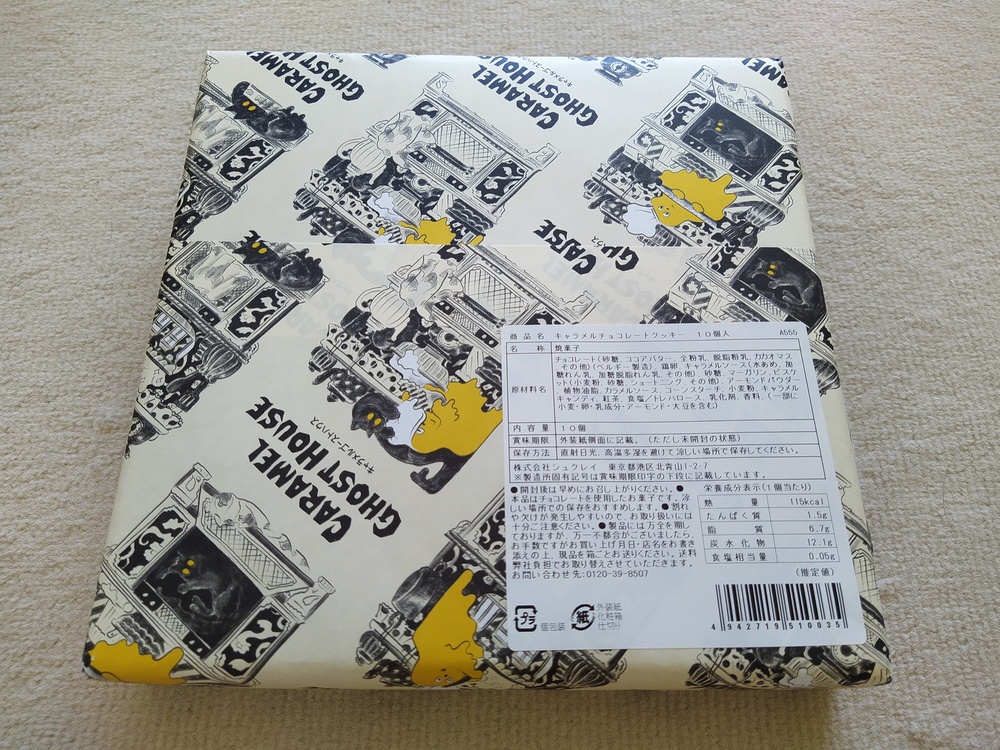 CARAMEL
GHOST HOUSE
キャラメルゴーストハウス
CARAMEL
GHOST HOUSE
キャラメルゴーストハウス
CARAMEL
GHOST HOUSE
キャラメルゴーストハウス
商品名 キャラメルチョコレートクッキー 10個入 A555
名称 焼菓子
原材料名 チョコレート(砂糖、ココアバター、全粉乳、脱脂粉乳、カカオマス
、その他)(ベルギー製造)、鶏卵、キャラメルソース(水あめ、加
糖れん乳、加糖脱脂れん乳、その他)、砂糖、マーガリン、ビスケ
ット(小麦粉、砂糖、ショートニング、その他)、アーモンドパウダー
、植物油脂、カラメルソース、コーンスターチ、小麦粉、キャラメル
キャンディ、紅茶、食塩/トレハロース、乳化剤、香料、(一部に
小麦・卵・乳成分・アーモンド・大豆を含む)
内容量 10個
賞味期限 外装紙側面に記載。(ただし未開封の状態)
保存方法 直射日光、高温多湿を避けて涼しい場所で保存してください。
株式会社シュクレイ 東京都港区北青山1-2-7
※製造所固有記号は賞味期限印字の下段に記載しています。
●開封後は早めにお召し上がりください。●
本品はチョコレートを使用したお菓子です。涼
しい場所での保存をおすすめします。●割れ
や欠けが発生しやすいので、お取り扱いには
十分ご注意ください。●製品には万全を期し
ておりますが、万一不都合がございましたら、
お手数ですがお買い上げ月日・店名をお書き
添えの上、現品を箱ごとお送りください。送料
弊社負担でお取り替えさせていただきます。
お問い合わせ先:0120-39-8507
栄養成分表示(1個当たり)
熱量 115kcal
たんぱく質 1.5g
脂質 6.7g
炭水化物 12.1g
食塩相当量 0.05g
(推定値)
プラ 個包装
紙 外装紙
化粧箱
仕切り
4942719510035